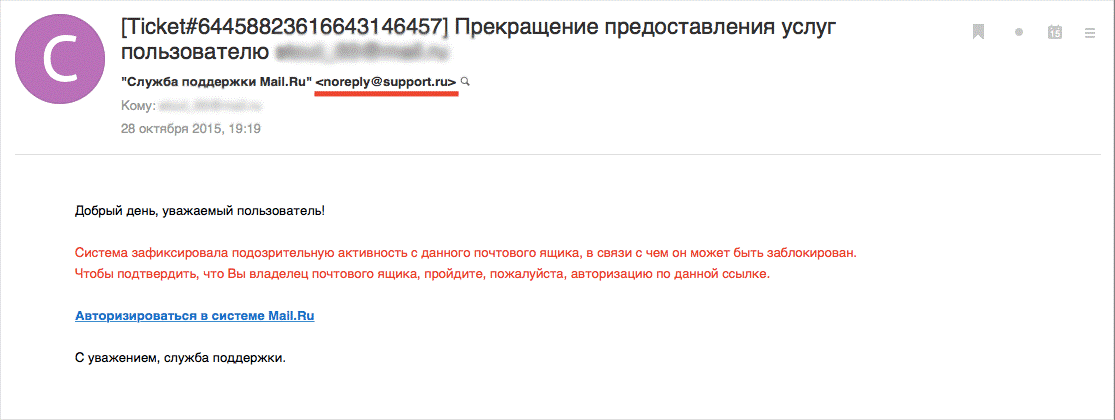 С
[Ticket#64458823616643146457] Прекращение предоставления услуг
пользователю
"Служба поддержки Mail.Ru" <noreply@support.ru>
Кому:
28 октября 2015, 19:19
15
Добрый день, уважаемый пользователь!
Система зафиксировала подозрительную активность с данного почтового ящика, в связи с чем он может быть заблокирован.
Чтобы подтвердить, что Вы владелец почтового ящика, пройдите, пожалуйста, авторизацию по данной ссылке.
Авторизироваться в системе Mail.Ru
С уважением, служба поддержки.